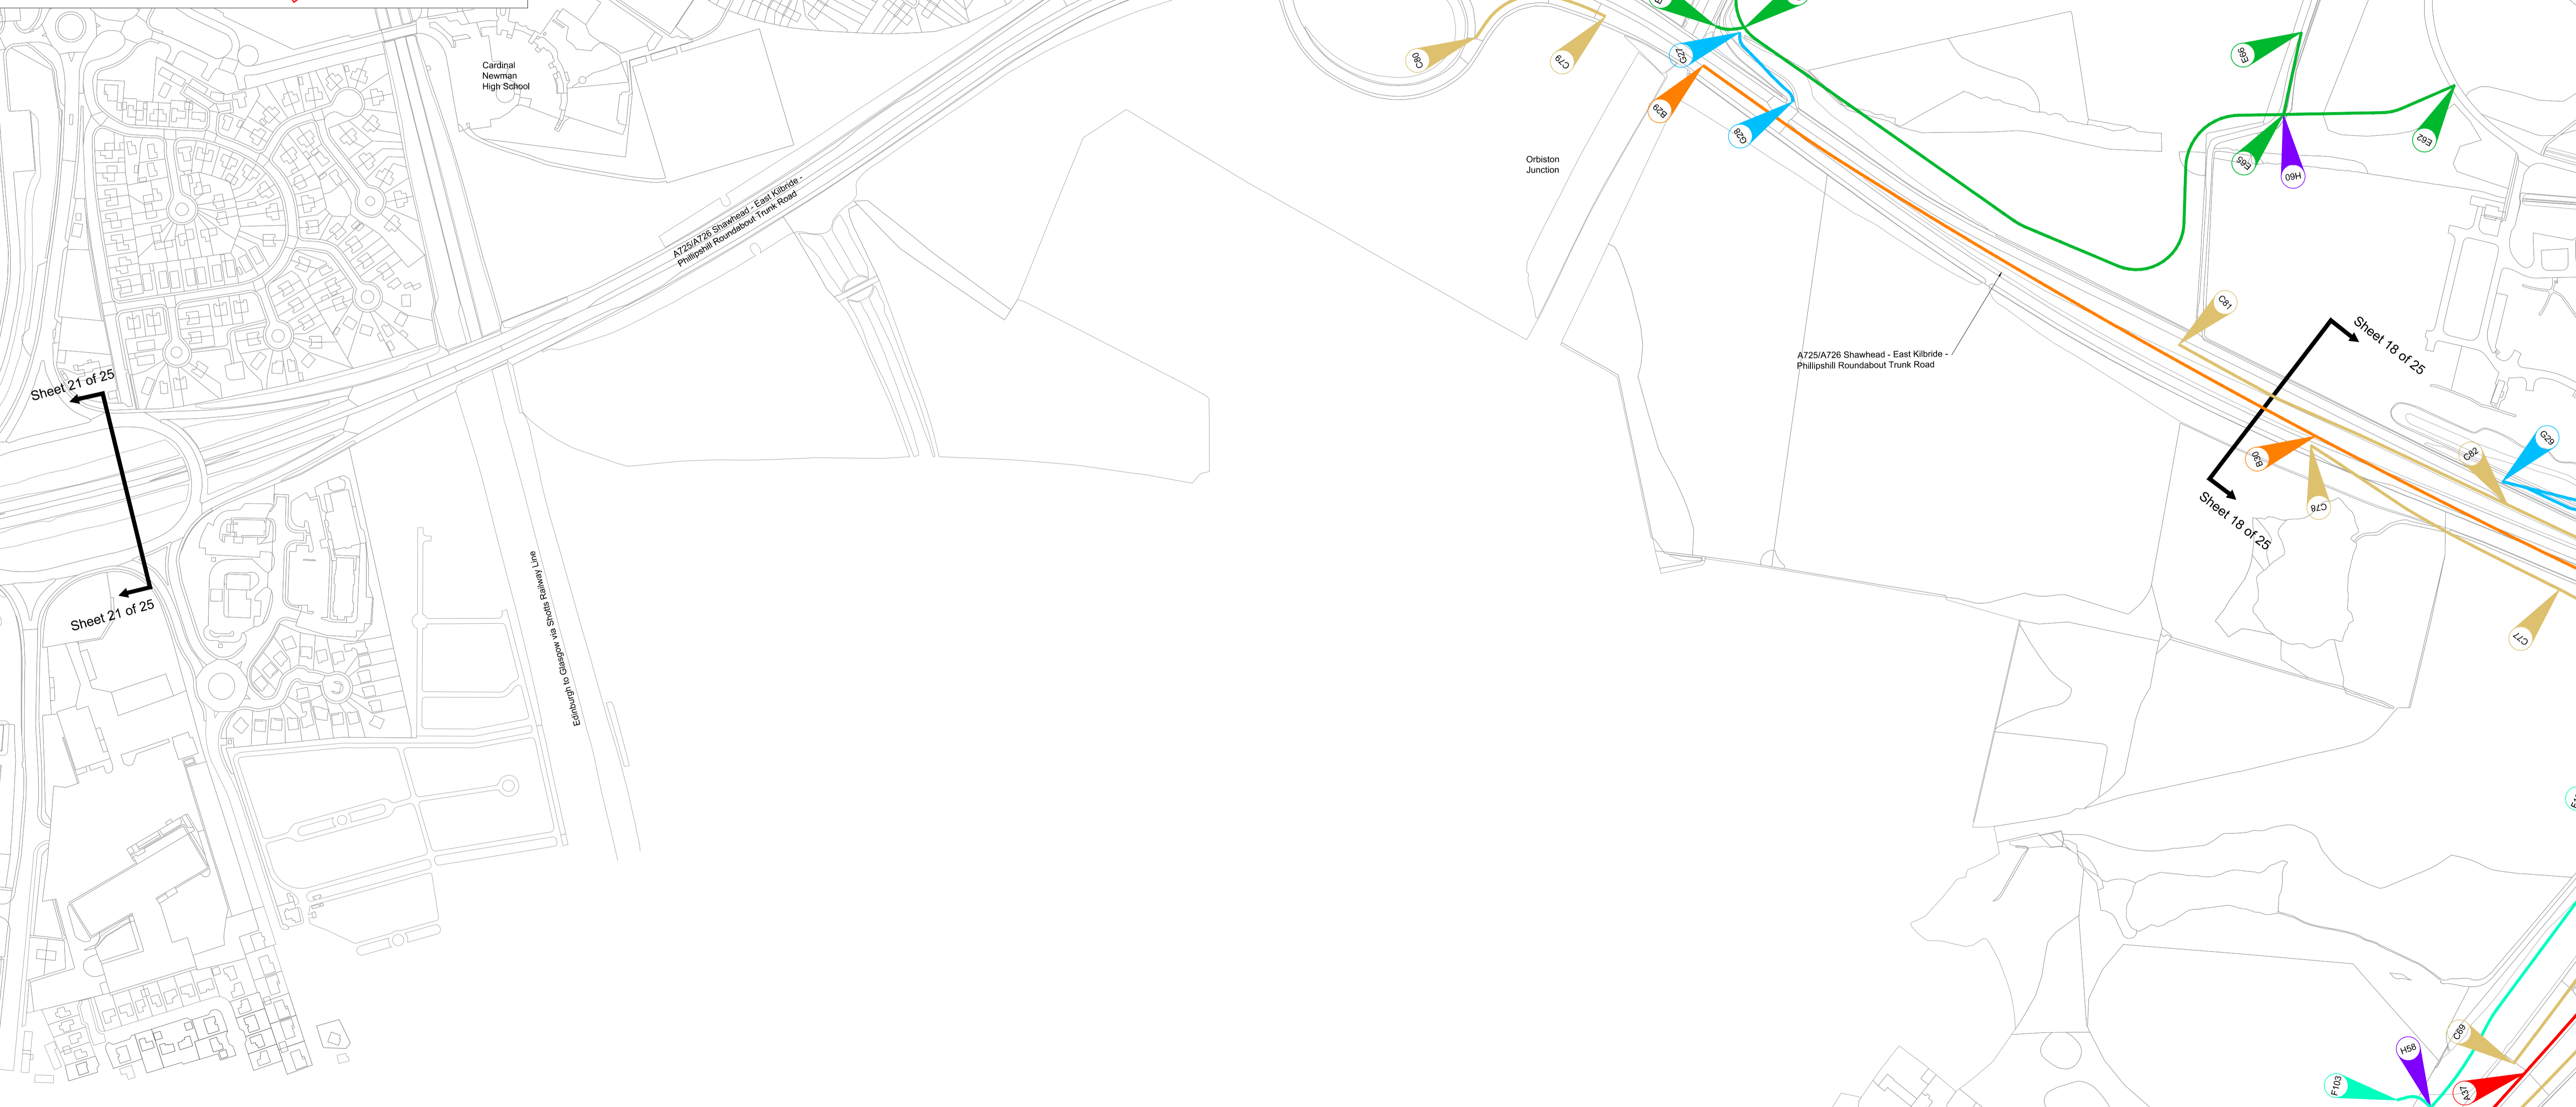 Cardinal
Newman
High School
A725/A726 Shawhead - East Kilbride -
Phillipshill Roundabout Trunk Road
Sheet 21 of 25
Sheet 21 of 25
Edinburgh to Glasgow via Shotts Railway Line
C80
C79
G27
B29
G28
Orbiston
Junction
E66
E65
H60
E62
C81
A725/A726 Shawhead - East Kilbride -
Phillipshill Roundabout Trunk Road
Sheet 18 of 25
Sheet 18 of 25
B30
C78
C82
G29
C77
C69
H58
F103
A37